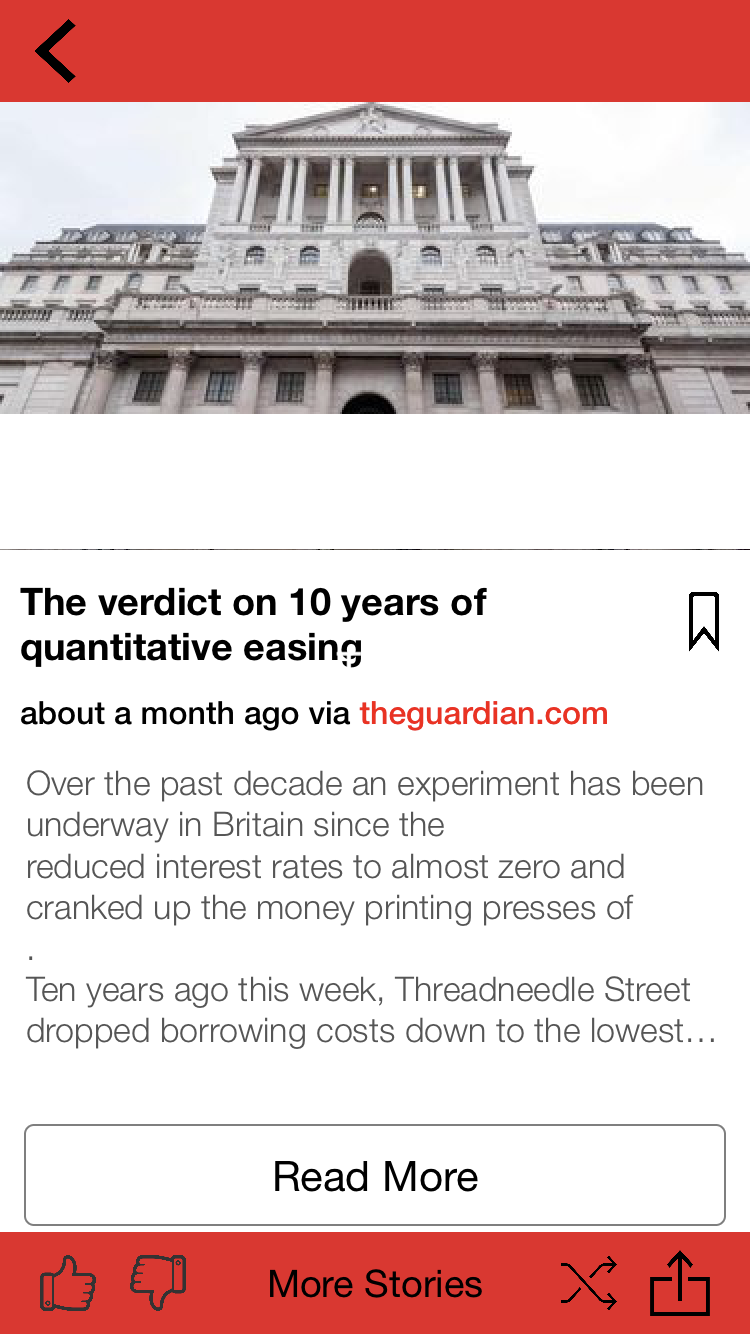 The verdict on 10 years of
quantitative easing
about a month ago via theguardian.com
Over the past decade an experiment has been
underway in Britain since the
reduced interest rates to almost zero and
cranked up the money printing presses of
.
Ten years ago this week, Threadneedle Street
dropped borrowing costs down to the lowest…
Read More
More Stories